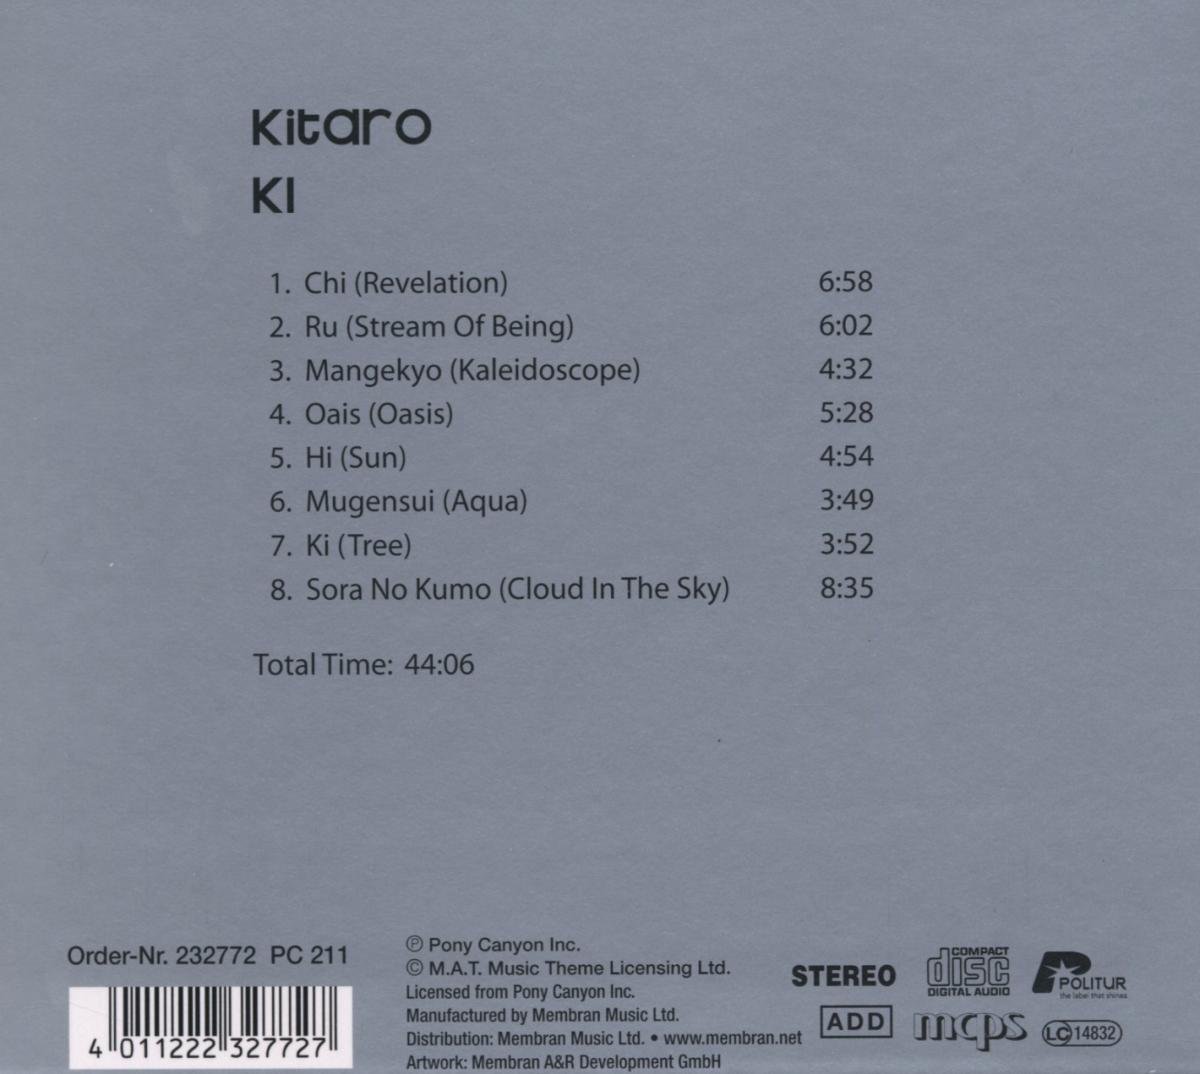 Kitaro
KI
1. Chi (Revelation) 6:58
2. Ru (Stream Of Being) 6:02
3. Mangekyo (Kaleidoscope) 4:32
4. Oais (Oasis) 5:28
5. Hi (Sun) 4:54
6. Mugensui (Aqua) 3:49
7. Ki (Tree) 3:52
8. Sora No Kumo (Cloud In The Sky) 8:35
Total Time: 44:06
Order-Nr. 232772 PC 211
4 011222 327727
℗ Pony Canyon Inc.
© M.A.T. Music Theme Licensing Ltd.
Licensed from Pony Canyon Inc.
Manufactured by Membran Music Ltd.
Distribution: Membran Music Ltd. • www.membran.net
Artwork: Membran A&R Development GmbH
STEREO
ADD
COMPACT
disc
DIGITAL AUDIO
mcps
POLITUR
the label that shines
LC 14832